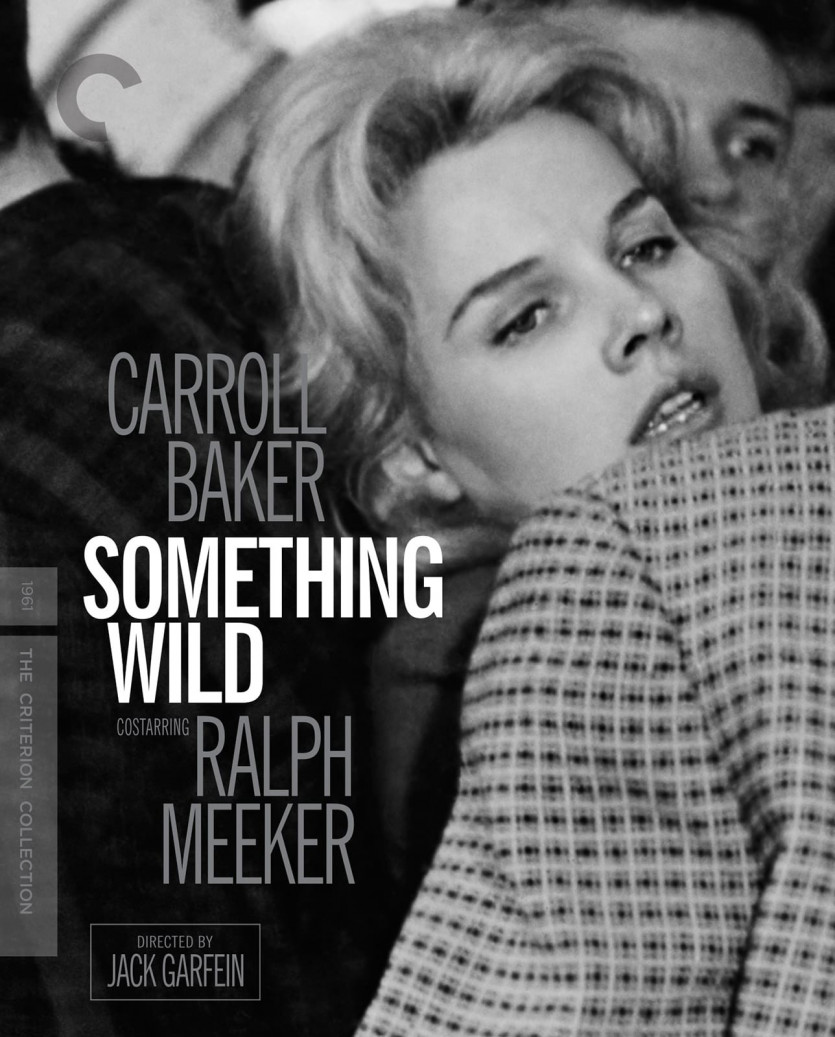 CARROLL
BAKER
SOMETHING
WILD
COSTARRING RALPH
MEEKER
DIRECTED BY
JACK GARFEIN
1961
THE CRITERION COLLECTION